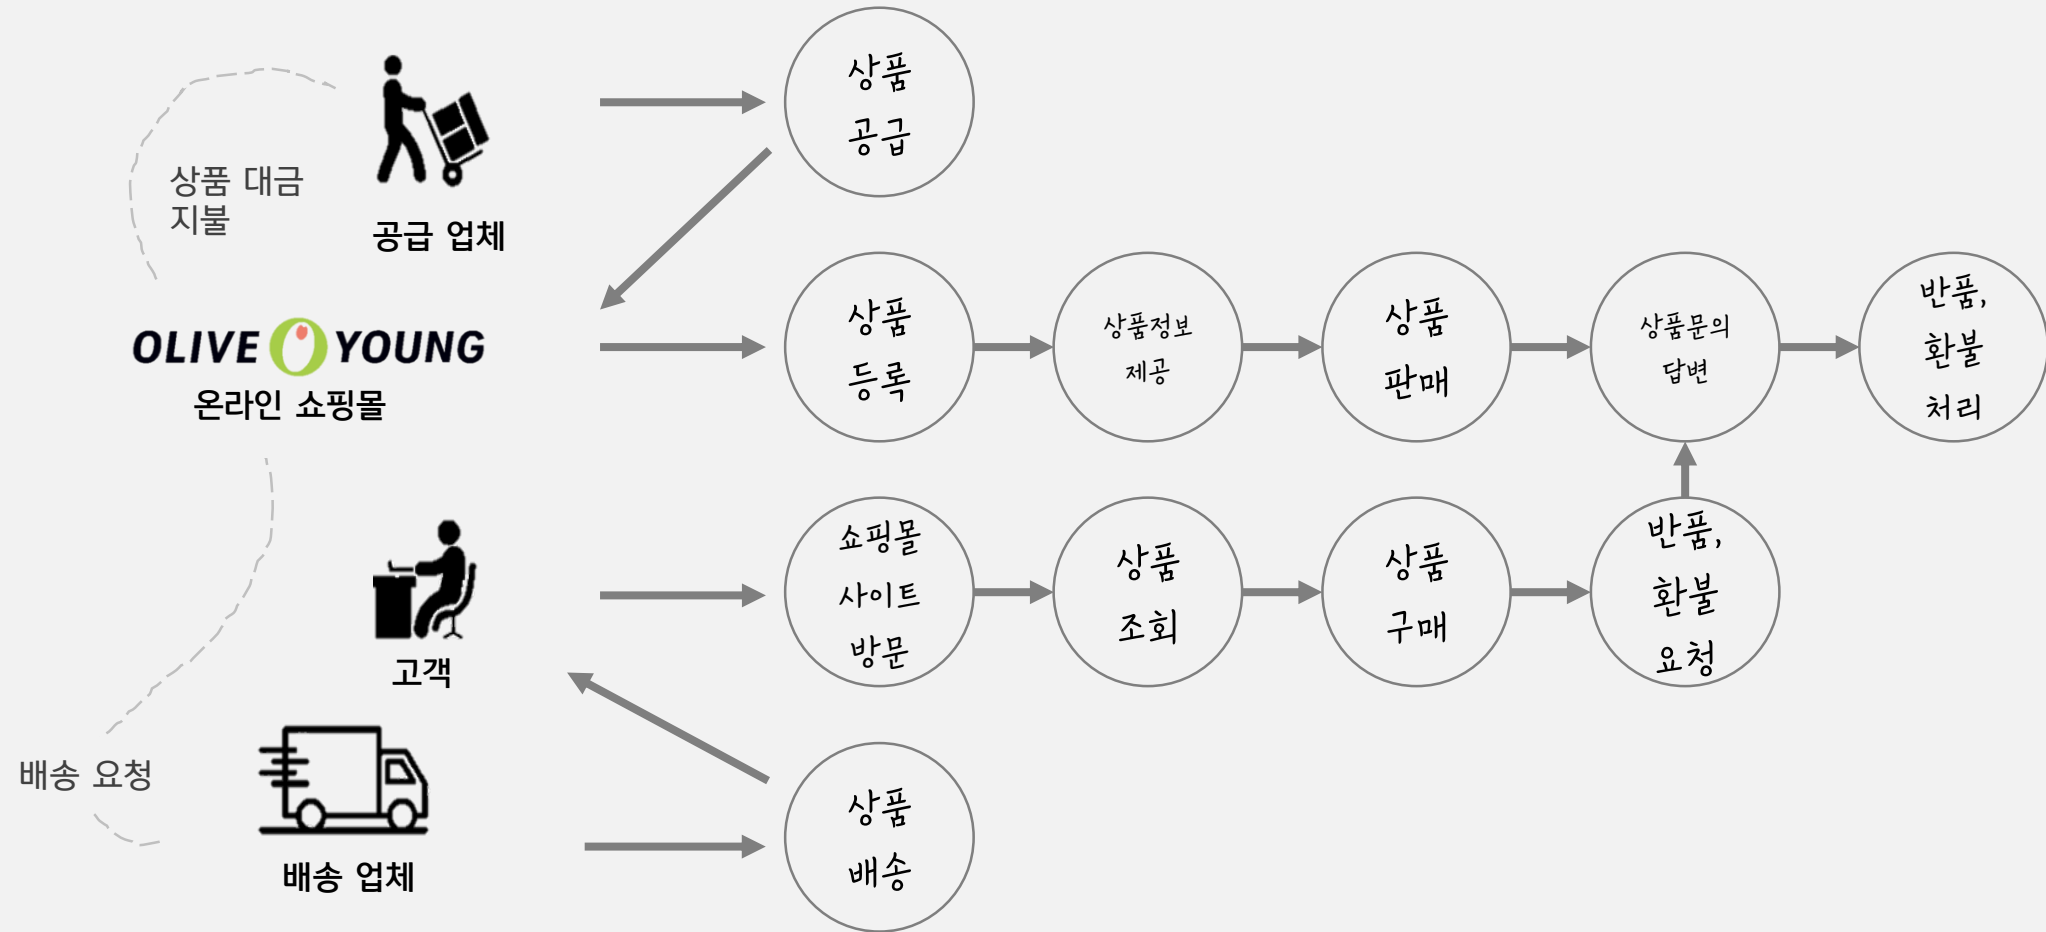 상품
공급
상품 대금
지불
공급 업체
OLIVE YOUNG
온라인 쇼핑몰
상품
등록
상품정보
제공
상품
판매
상품문의
답변
반품,
환불
처리
고객
쇼핑몰
사이트
방문
상품
조회
상품
구매
반품,
환불
요청
배송 요청
배송 업체
상품
배송